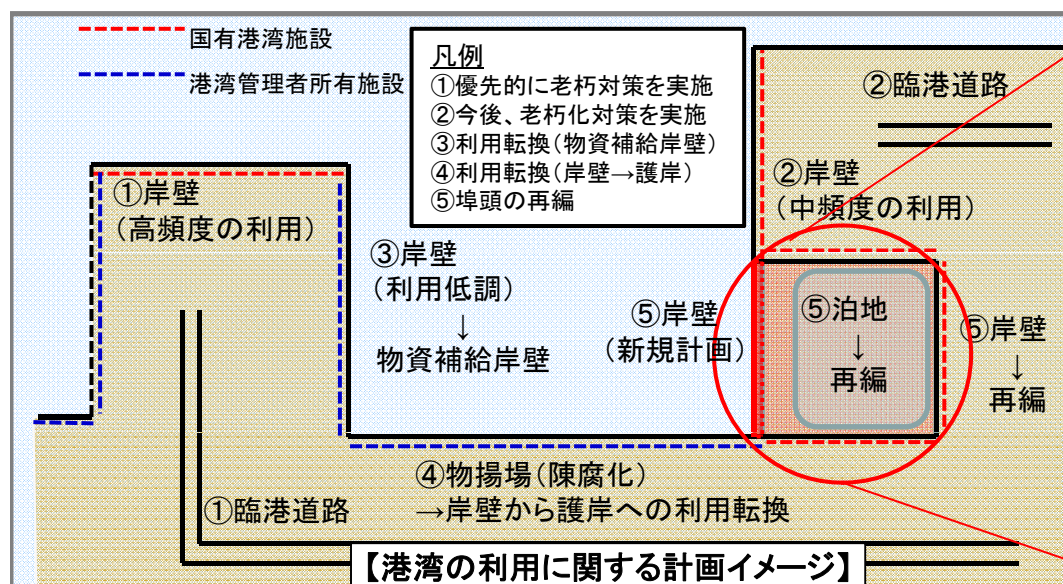 国有港湾施設
港湾管理者所有施設
凡例
①優先的に老朽対策を実施
②今後、老朽化対策を実施
③利用転換(物資補給岸壁)
④利用転換(岸壁→護岸)
⑤埠頭の再編
②臨港道路
①岸壁
(高頻度の利用)
②岸壁
(中頻度の利用)
③岸壁
(利用低調)
↓
物資補給岸壁
⑤岸壁
(新規計画)
⑤泊地
↓
再編
⑤岸壁
↓
再編
④物揚場(陳腐化)
→岸壁から護岸への利用転換
①臨港道路
【港湾の利用に関する計画イメージ】